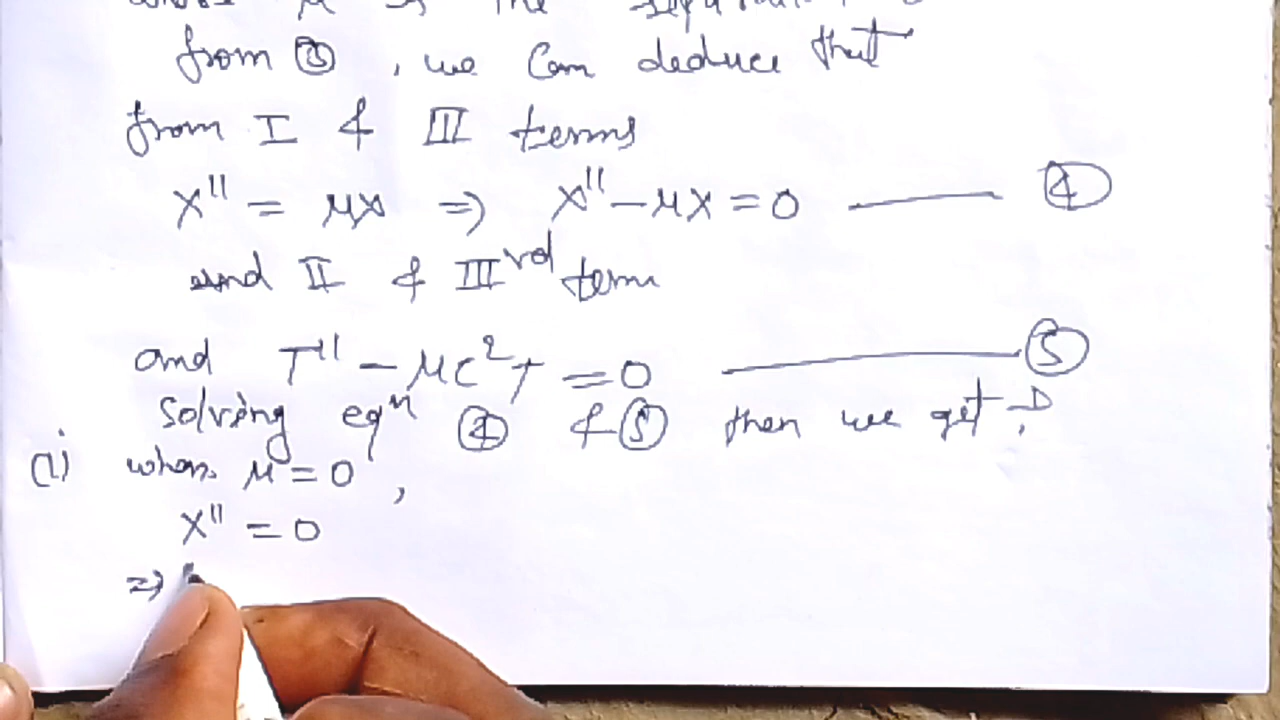 the
from ③ , we can deduce that
from I & III terms
X'' = μX ⇒ X'' - μX = 0 ——— ④
and II & III rd term
and T'' - μc²T = 0 ——— ⑤
solving eqⁿ ④ & ⑤ then we get :→
(i) when μ = 0 ,
X'' = 0
⇒